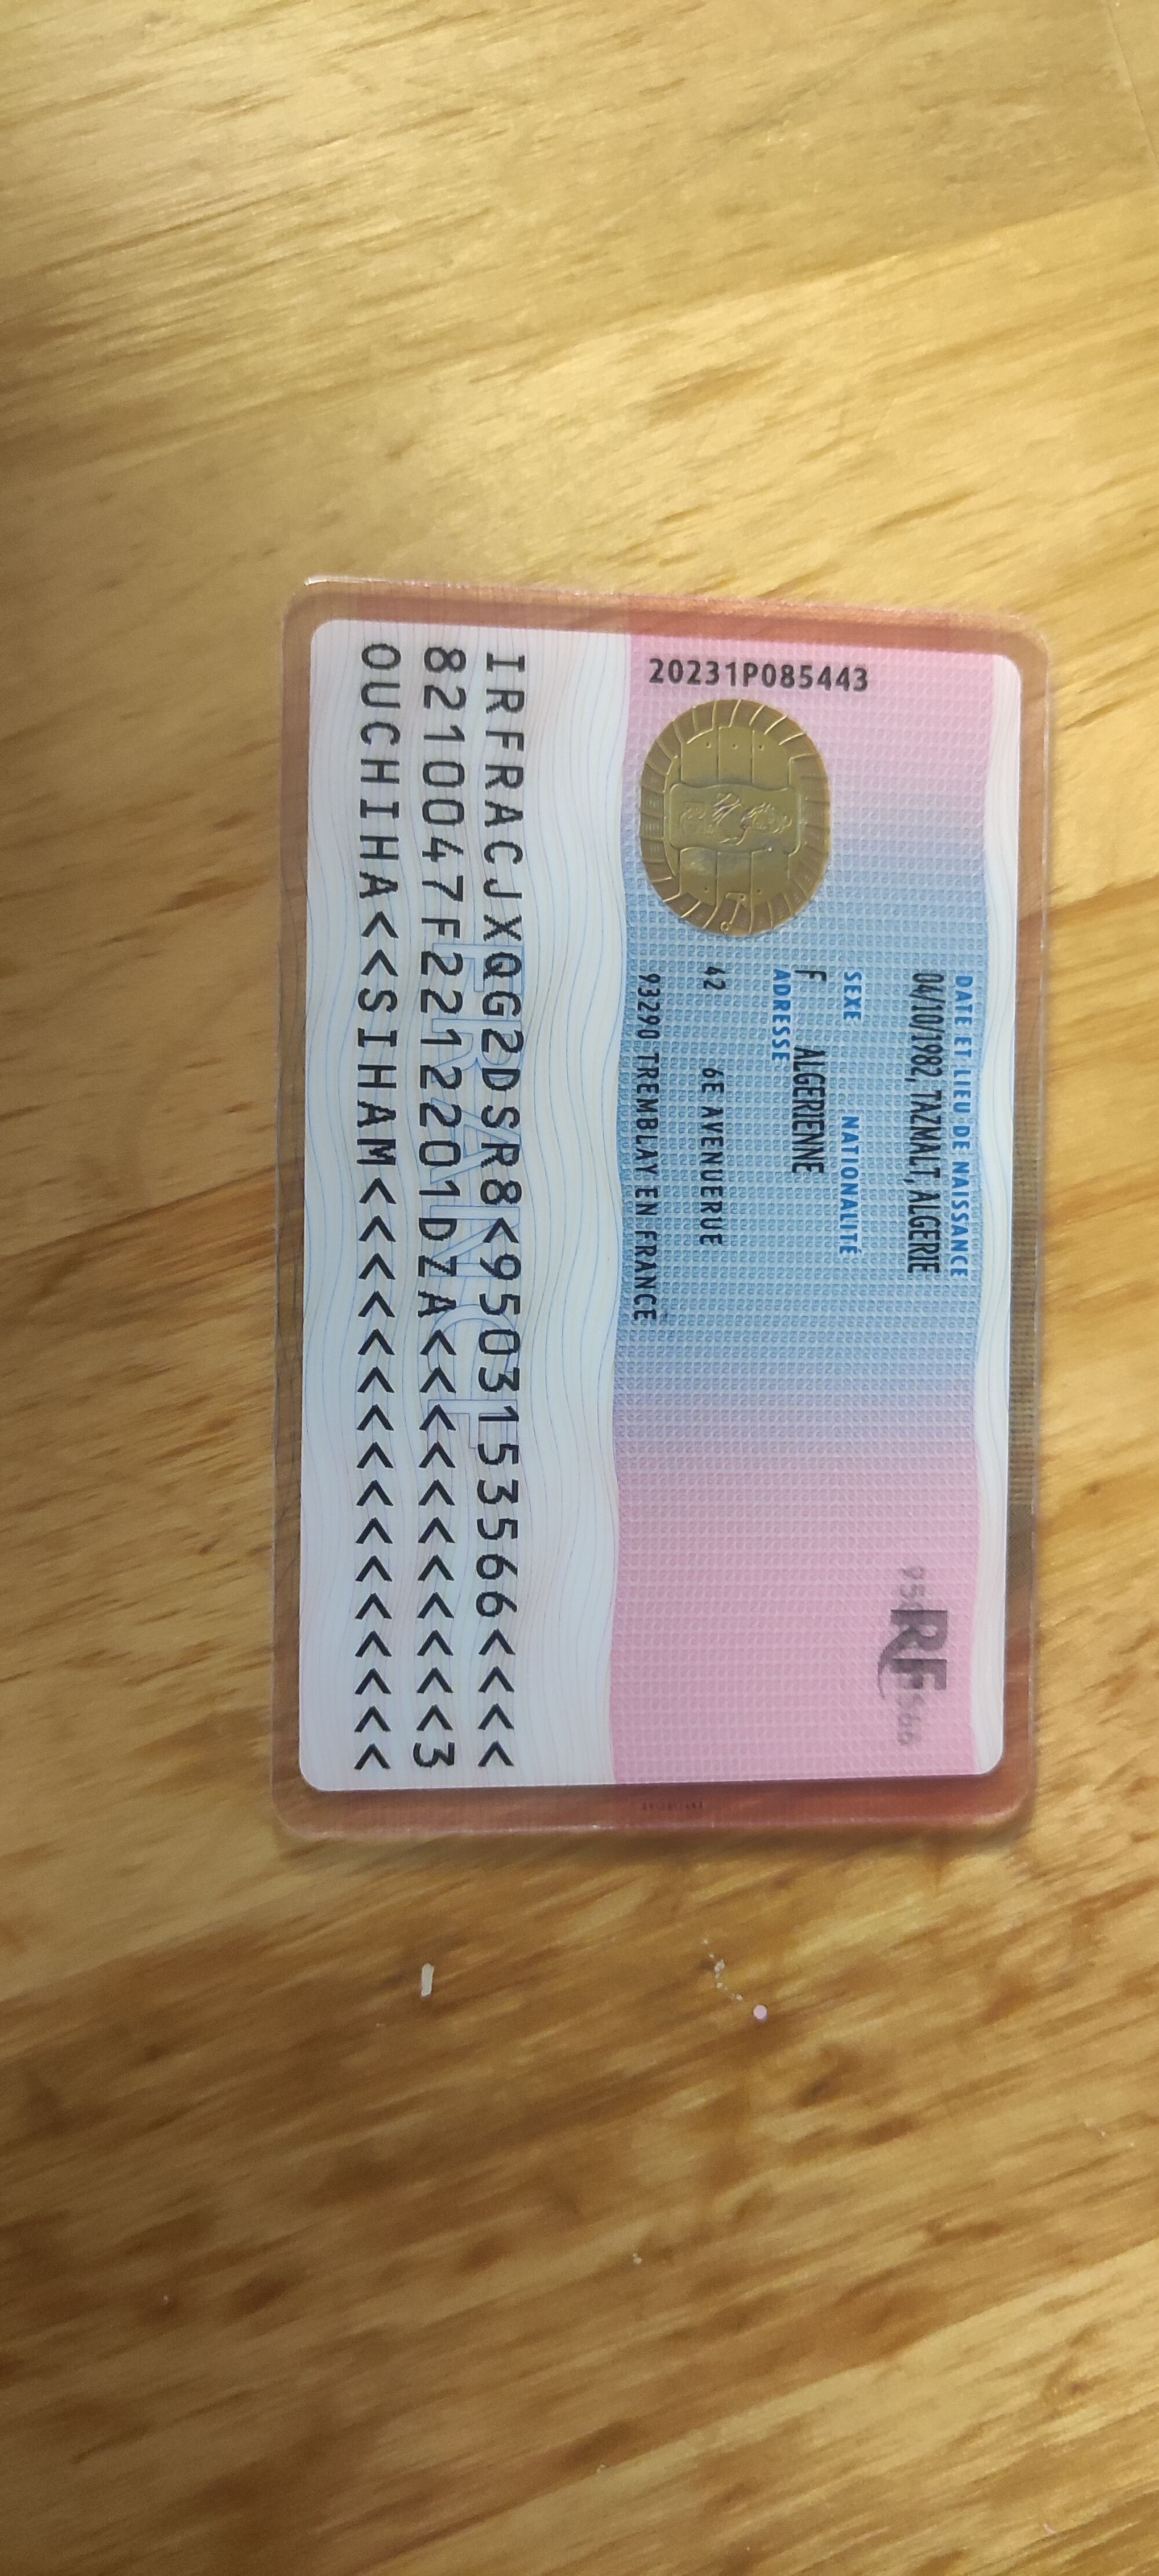 DATE ET LIEU DE NAISSANCE
04/10/1982, TAZMALT, ALGERIE
SEXE NATIONALITÉ
F ALGERIENNE
ADRESSE
42 6E AVENUERUE
93290 TREMBLAY EN FRANCE
20231P085443
RF
FRANCE
IRFRACJXQG2DSR8<9503153566<<<<
8210047F2212201DZA<<<<<<<<<<<3
OUCHIHA<<SIHAM<<<<<<<<<<<<<<<<